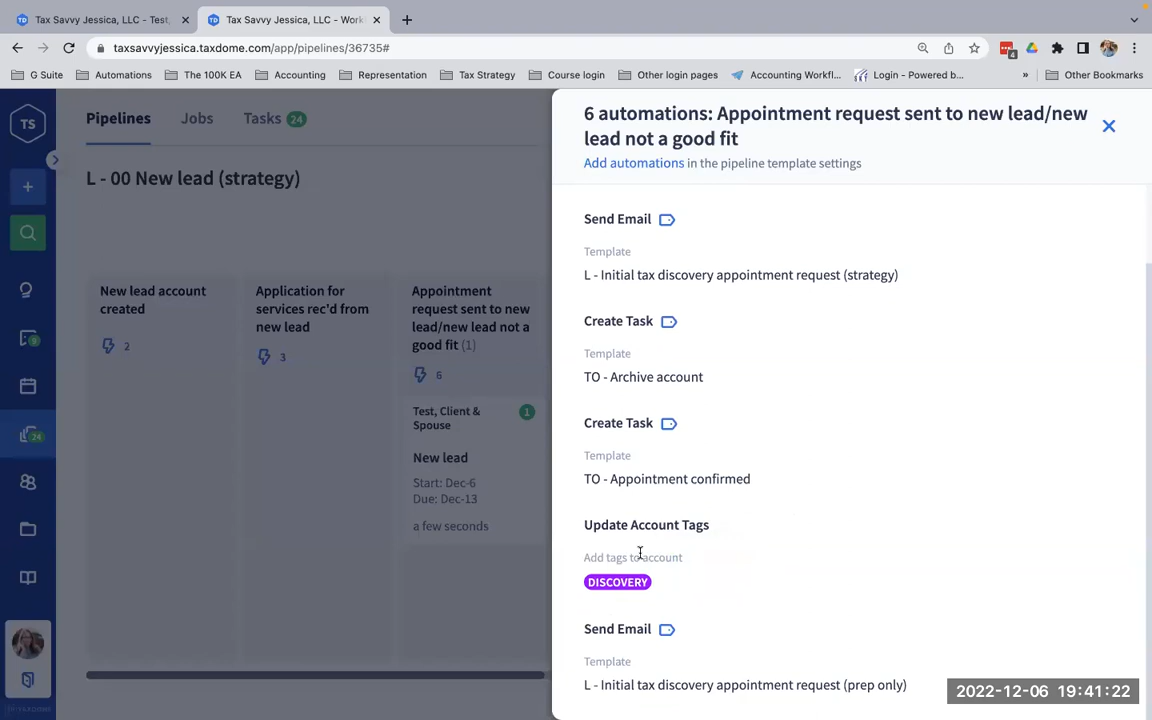 Tax Savvy Jessica, LLC - Test,
Tax Savvy Jessica, LLC - Work
taxsavvyjessica.taxdome.com/app/pipelines/36735#
4
G Suite
Automations
The 100K EA
Accounting
Representation
Tax Strategy
Course login
Other login pages
Accounting Workfl...
Login - Powered b...
»
Other Bookmarks
TS
Pipelines
Jobs
Tasks 24
L - 00 New lead (strategy)
New lead account
created
2
Application for
services rec'd from
new lead
3
Appointment
request sent to new
lead/new lead not a
good fit (1)
6
Test, Client &
Spouse
1
New lead
Start: Dec-6
Due: Dec-13
a few seconds
9
24
6 automations: Appointment request sent to new lead/new
lead not a good fit
Add automations in the pipeline template settings
Send Email
Template
L - Initial tax discovery appointment request (strategy)
Create Task
Template
TO - Archive account
Create Task
Template
TO - Appointment confirmed
Update Account Tags
Add tags to account
DISCOVERY
Send Email
Template
L - Initial tax discovery appointment request (prep only)
2022-12-06 19:41:22